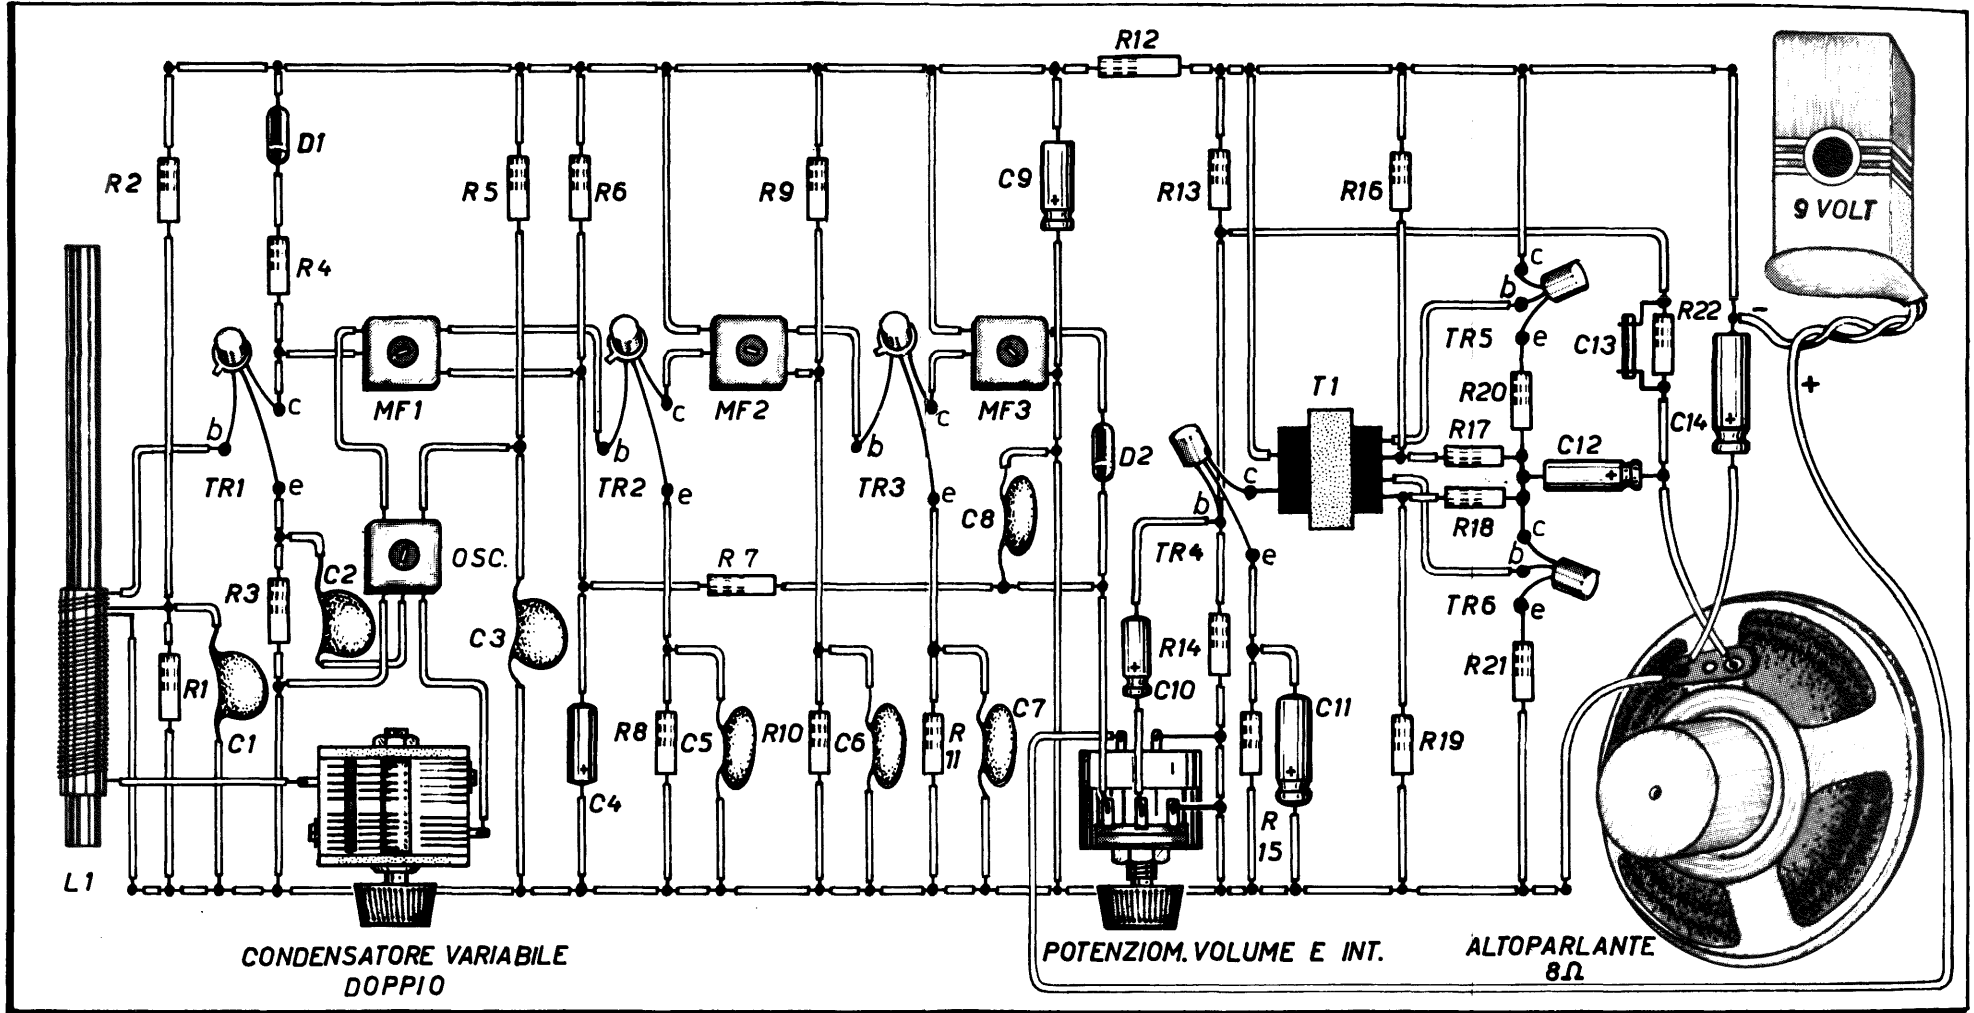 R12
D1
R2
R5
R6
R9
C9
R13
R16
9 VOLT
R4
c
b
R22
-
C13
TR5
e
+
MF1
MF2
MF3
T1
R20
C14
c
c
c
b
b
b
R17
C12
+
D2
TR1
e
TR2
e
TR3
e
C8
c
b
R18
c
b
OSC.
R7
TR4
e
TR6
e
C2
R3
C3
R14
R21
R1
C10
C1
R8
C5
R10
C6
R
11
C7
C11
R19
C4
+
R
15
L1
CONDENSATORE VARIABILE
DOPPIO
POTENZIOM. VOLUME E INT.
ALTOPARLANTE
8Ω